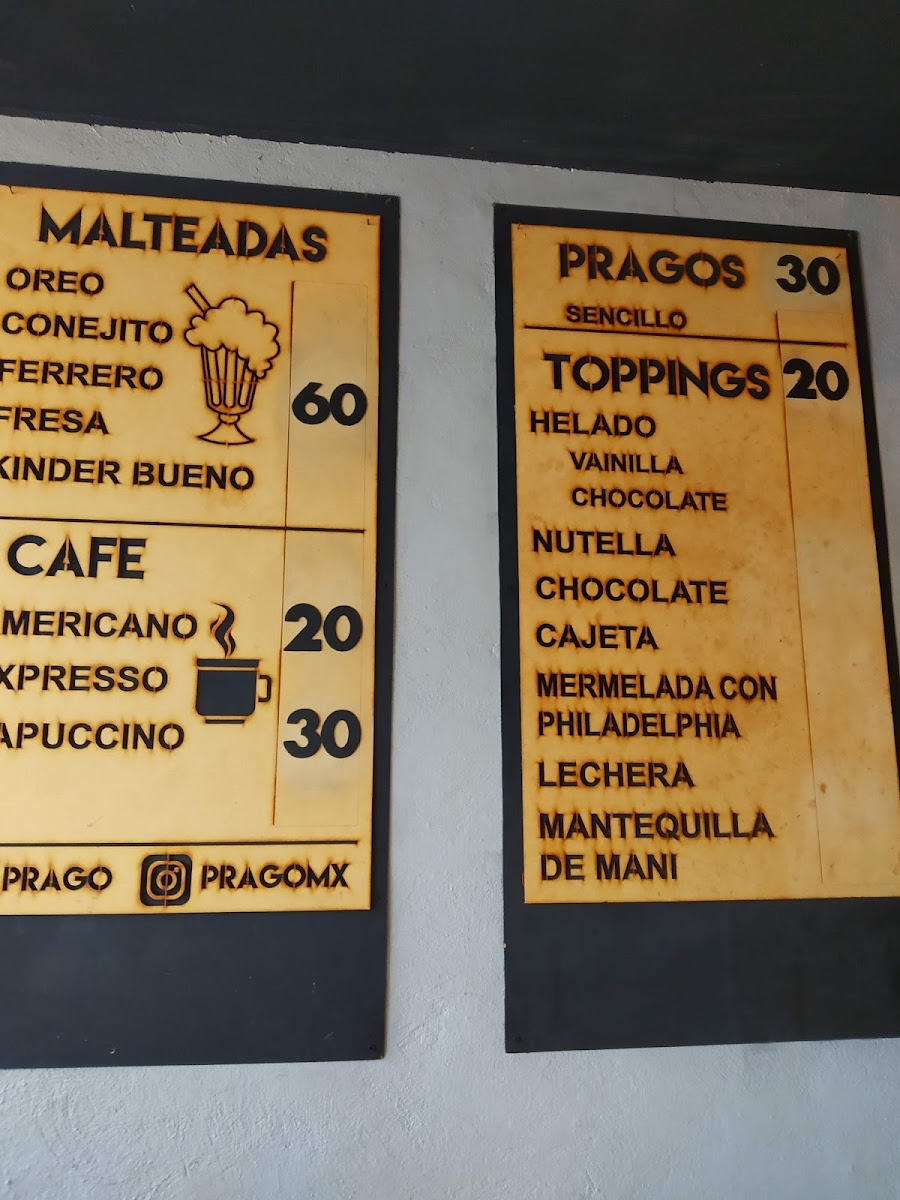 MALTEADAS
OREO
CONEJITO
FERRERO
FRESA
KINDER BUENO
60
CAFE
MERICANO 20
XPRESSO
APUCCINO 30
PRAGO PRAGOMX
PRAGOS 30
SENCILLO
TOPPINGS 20
HELADO
VAINILLA
CHOCOLATE
NUTELLA
CHOCOLATE
CAJETA
MERMELADA CON
PHILADELPHIA
LECHERA
MANTEQUILLA
DE MANI